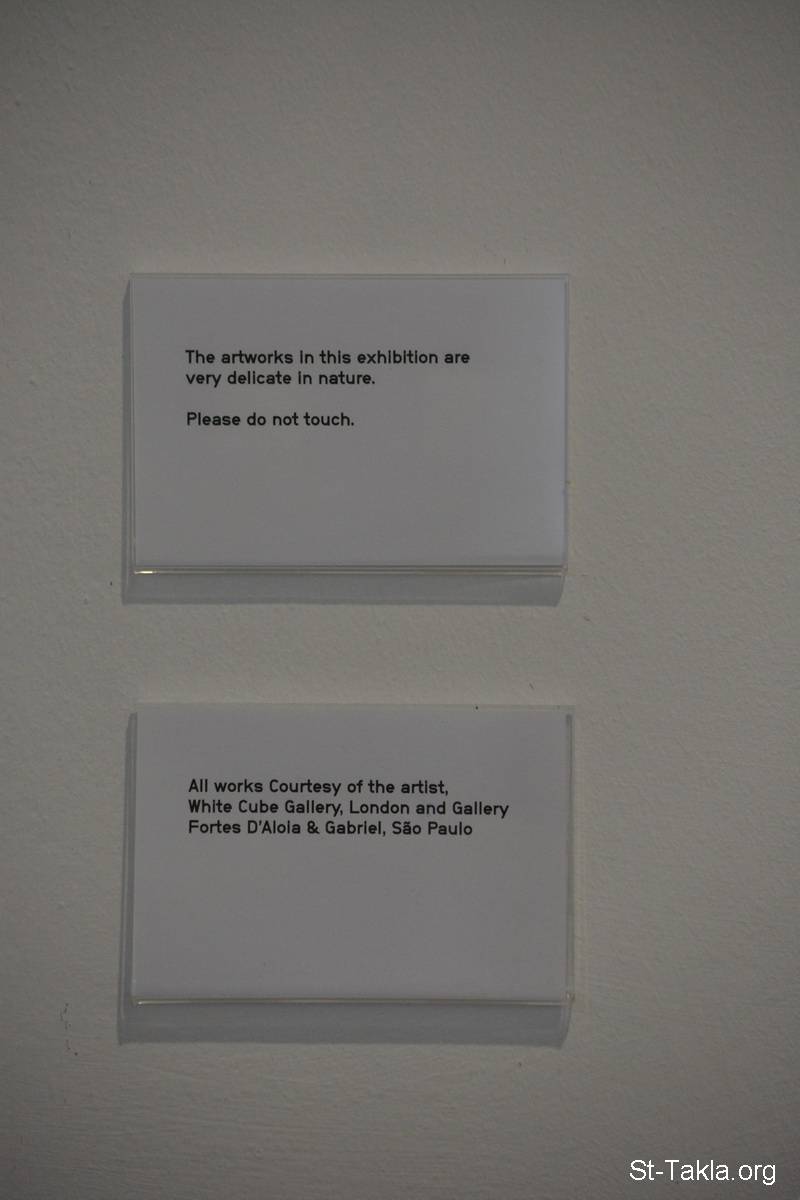 The artworks in this exhibition are
very delicate in nature.
Please do not touch.
All works Courtesy of the artist,
White Cube Gallery, London and Gallery
Fortes D'Aloia & Gabriel, São Paulo
St-Takla.org